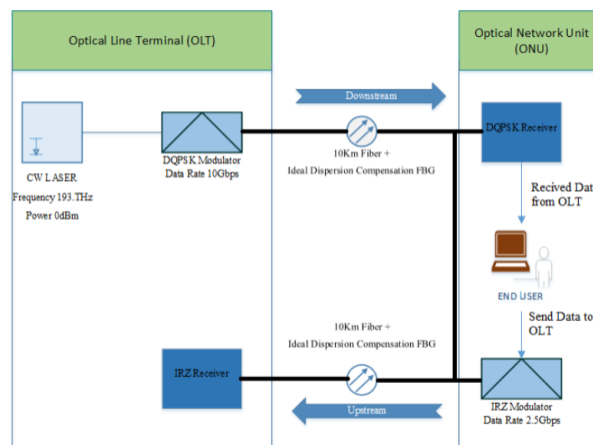 Optical Line Terminal (OLT)
Optical Network Unit
(ONU)
Downstream
DQPSK Receiver
DQPSK Modulator
Data Rate 10Gbps
10Km Fiber +
Ideal Dispersion Compensation FBG
CW LASER
Frequency 193.THz
Power 0dBm
Recived Data
from OLT
END USER
Send Data to
OLT
10Km Fiber +
Ideal Dispersion Compensation FBG
IRZ Receiver
Upstream
IRZ Modulator
Data Rate 2.5Gbps